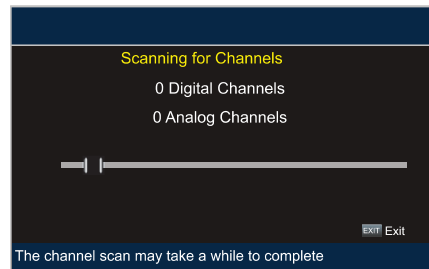 Scanning for Channels
0 Digital Channels
0 Analog Channels
EXIT Exit
The channel scan may take a while to complete